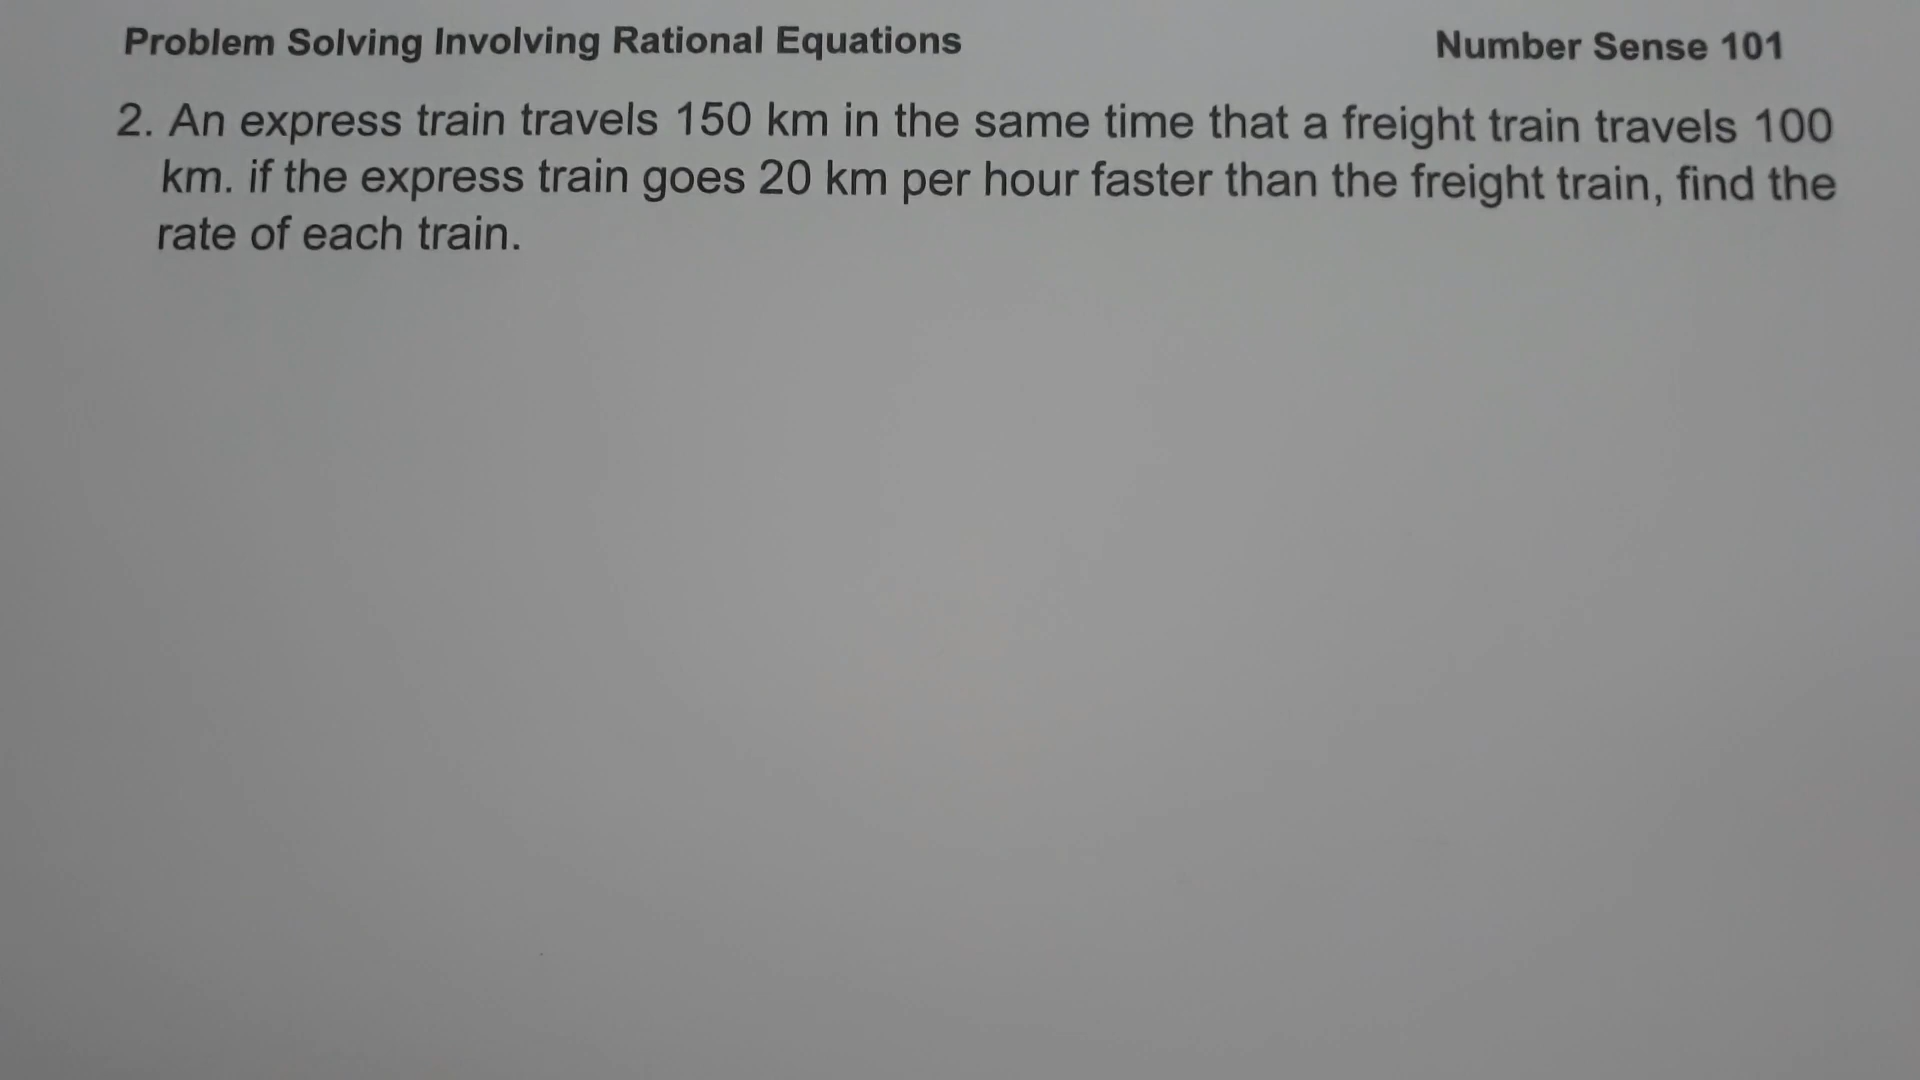 Problem Solving Involving Rational Equations Number Sense 101
2. An express train travels 150 km in the same time that a freight train travels 100
km. if the express train goes 20 km per hour faster than the freight train, find the
rate of each train.